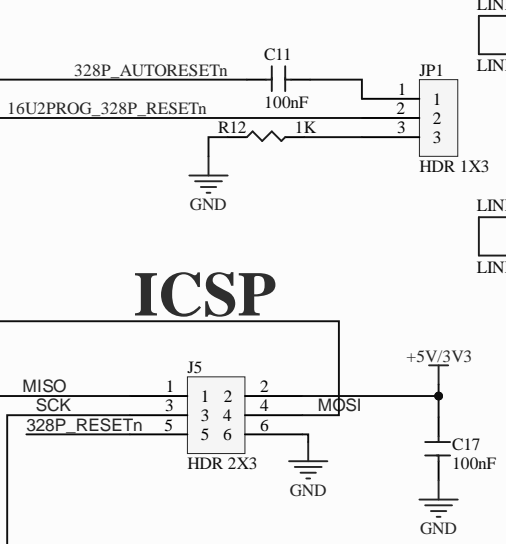 LIN
C11
328P_AUTORESETn
JP1
LIN
100nF
1
1
16U2PROG_328P_RESETn
2
2
R12
1K
3
3
HDR 1X3
GND
LIN
LIN
ICSP
+5V/3V3
J5
MISO
1
1 2
2
SCK
3
3 4
4
MOSI
328P_RESETn
5
5 6
6
C17
HDR 2X3
100nF
GND
GND